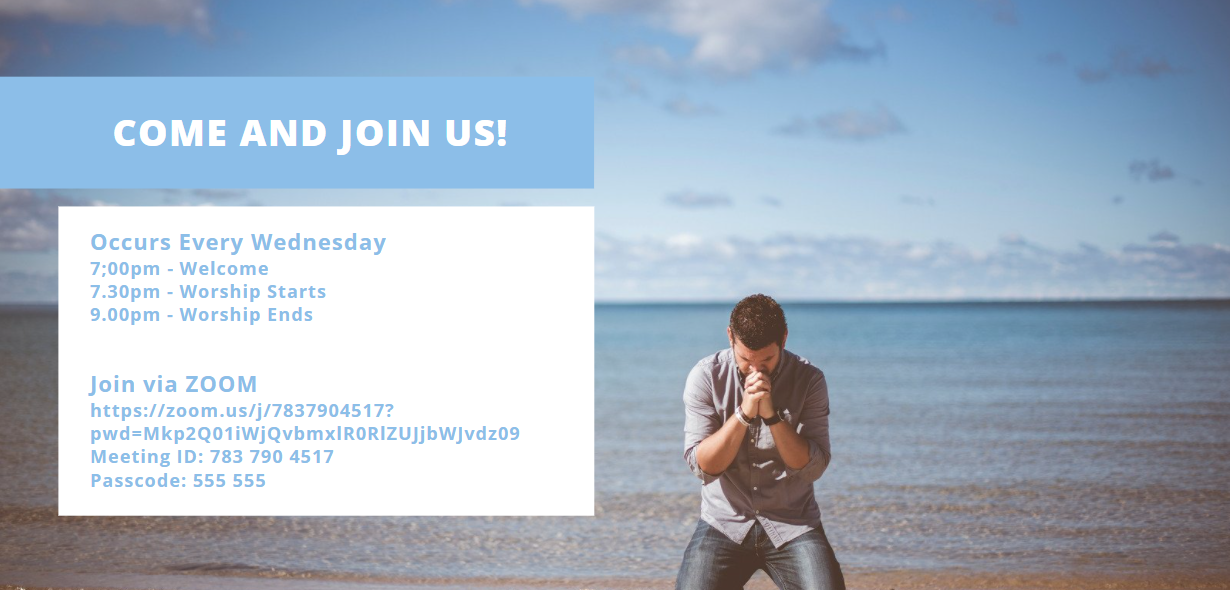 COME AND JOIN US!
Occurs Every Wednesday
7;00pm - Welcome
7.30pm - Worship Starts
9.00pm - Worship Ends
Join via ZOOM
https://zoom.us/j/7837904517?
pwd=Mkp2Q01iWjQvbmxlR0RlZUJjbWJvdz09
Meeting ID: 783 790 4517
Passcode: 555 555